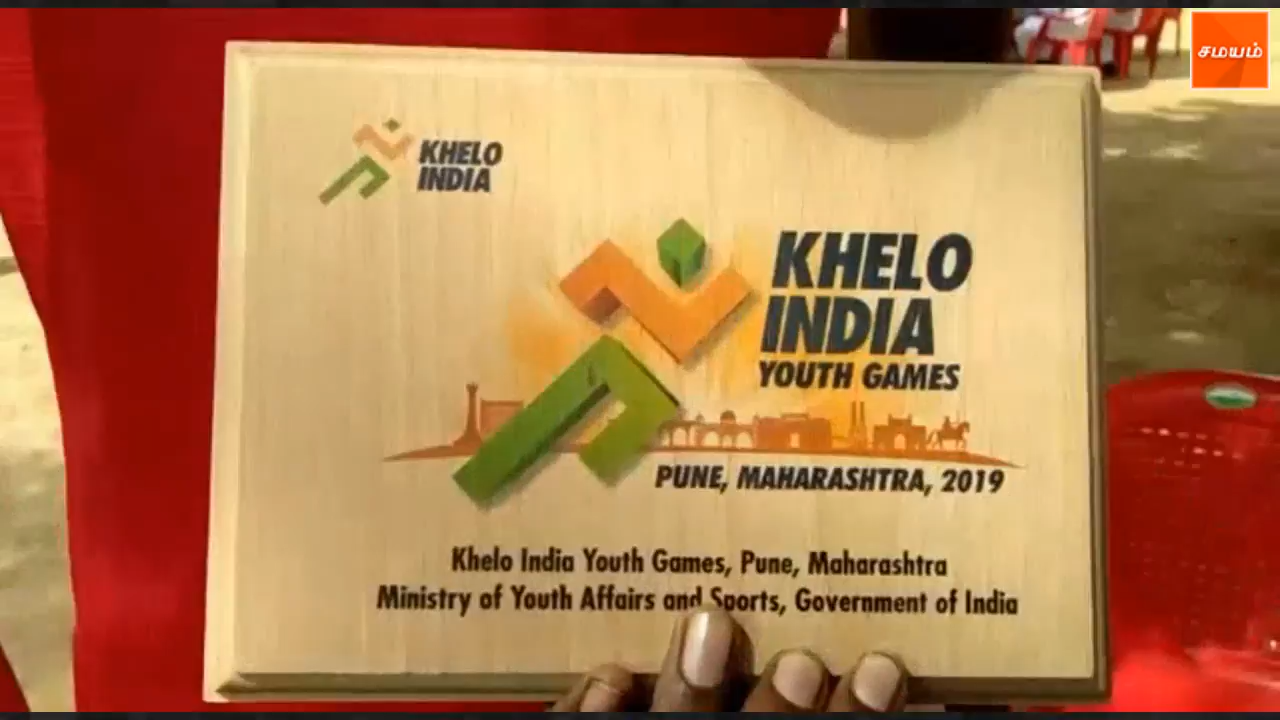 சமயம்
KHELO
INDIA
KHELO
INDIA
YOUTH GAMES
PUNE, MAHARASHTRA, 2019
Khelo India Youth Games, Pune, Maharashtra
Ministry of Youth Affairs and Sports, Government of India